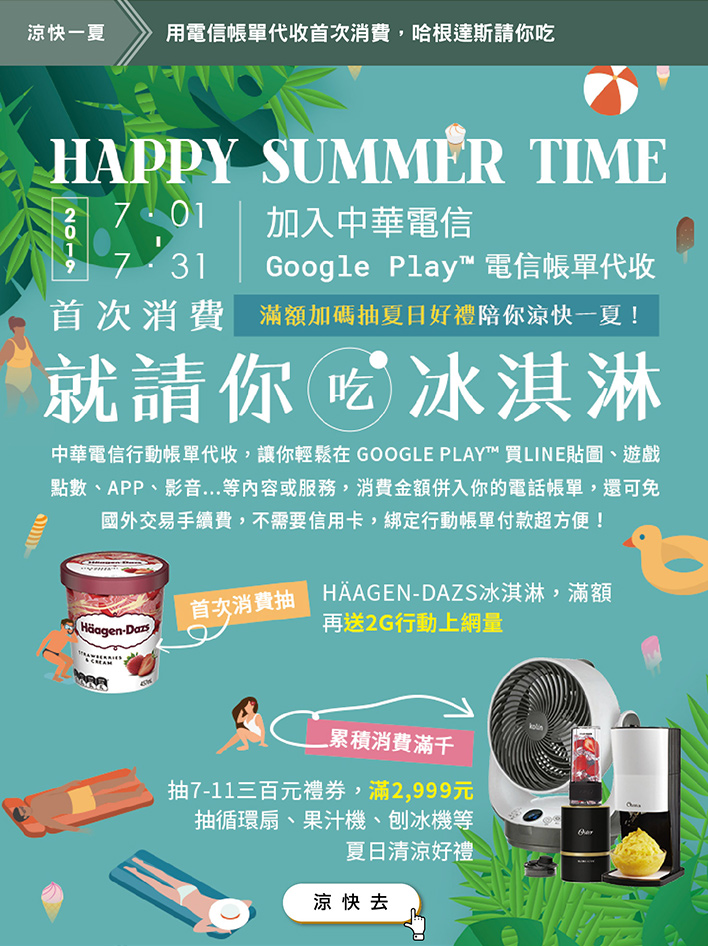 涼快一夏
用電信帳單代收首次消費，哈根達斯請你吃
HAPPY SUMMER TIME
2019
7．01
-
7．31
加入中華電信
Google Play™ 電信帳單代收
首次消費
滿額加碼抽夏日好禮陪你涼快一夏！
就請你吃冰淇淋
中華電信行動帳單代收，讓你輕鬆在 GOOGLE PLAY™ 買LINE貼圖、遊戲
點數、APP、影音...等內容或服務，消費金額併入你的電話帳單，還可免
國外交易手續費，不需要信用卡，綁定行動帳單付款超方便！
Häagen-Dazs
Häagen-Dazs
STRAWBERRIES
& CREAM
457mL
首次消費抽
HÄAGEN-DAZS冰淇淋，滿額
再送2G行動上網量
累積消費滿千
抽7-11三百元禮券，滿2,999元
抽循環扇、果汁機、刨冰機等
夏日清涼好禮
kolin
Oster
涼快去